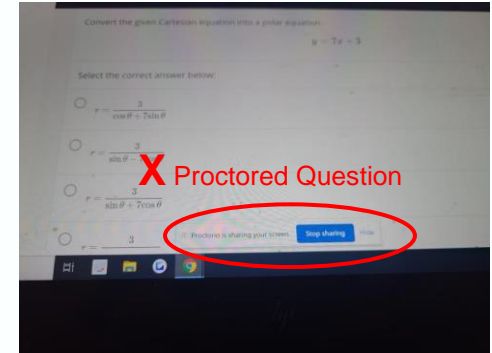 Convert the given Cartesian equation into a polar equation.
y = 7x + 3
Select the correct answer below:
r = 3 / cos θ + 7sin θ
r = 3 / sin θ −
X Proctored Question
r = 3 / sin θ + 7cos θ
r = 3
Proctorio is sharing your screen. Stop sharing Hide
hp